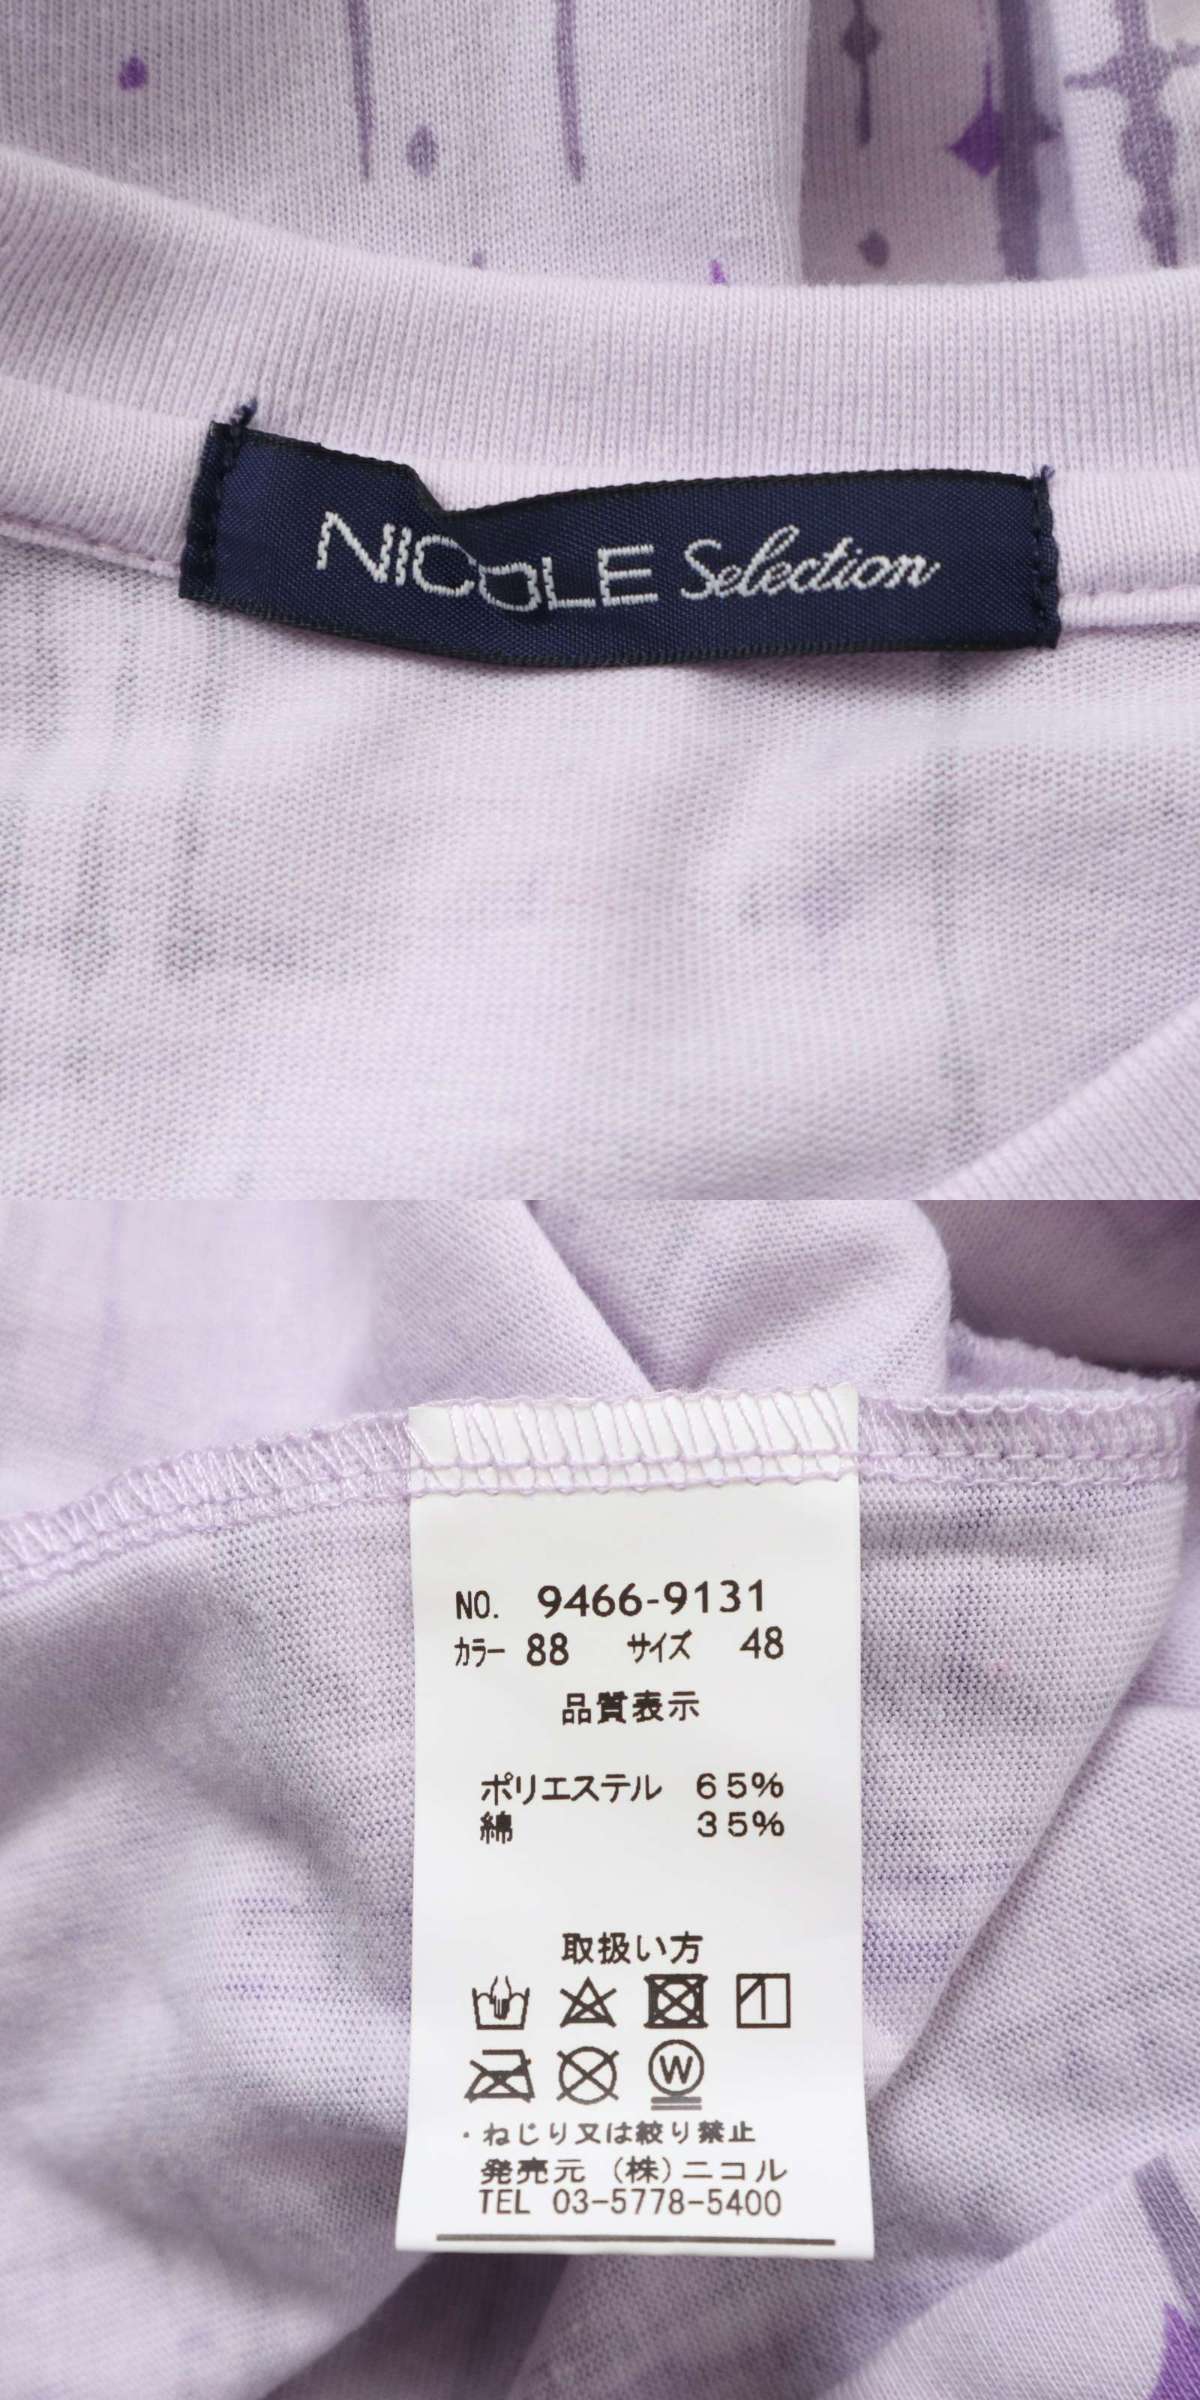 NICOLE Selection
NO. 9466-9131
カラー 88 サイズ 48
品質表示
ポリエステル 65%
綿 35%
取扱い方
W
・ねじり又は絞り禁止
発売元 (株)ニコル
TEL 03-5778-5400